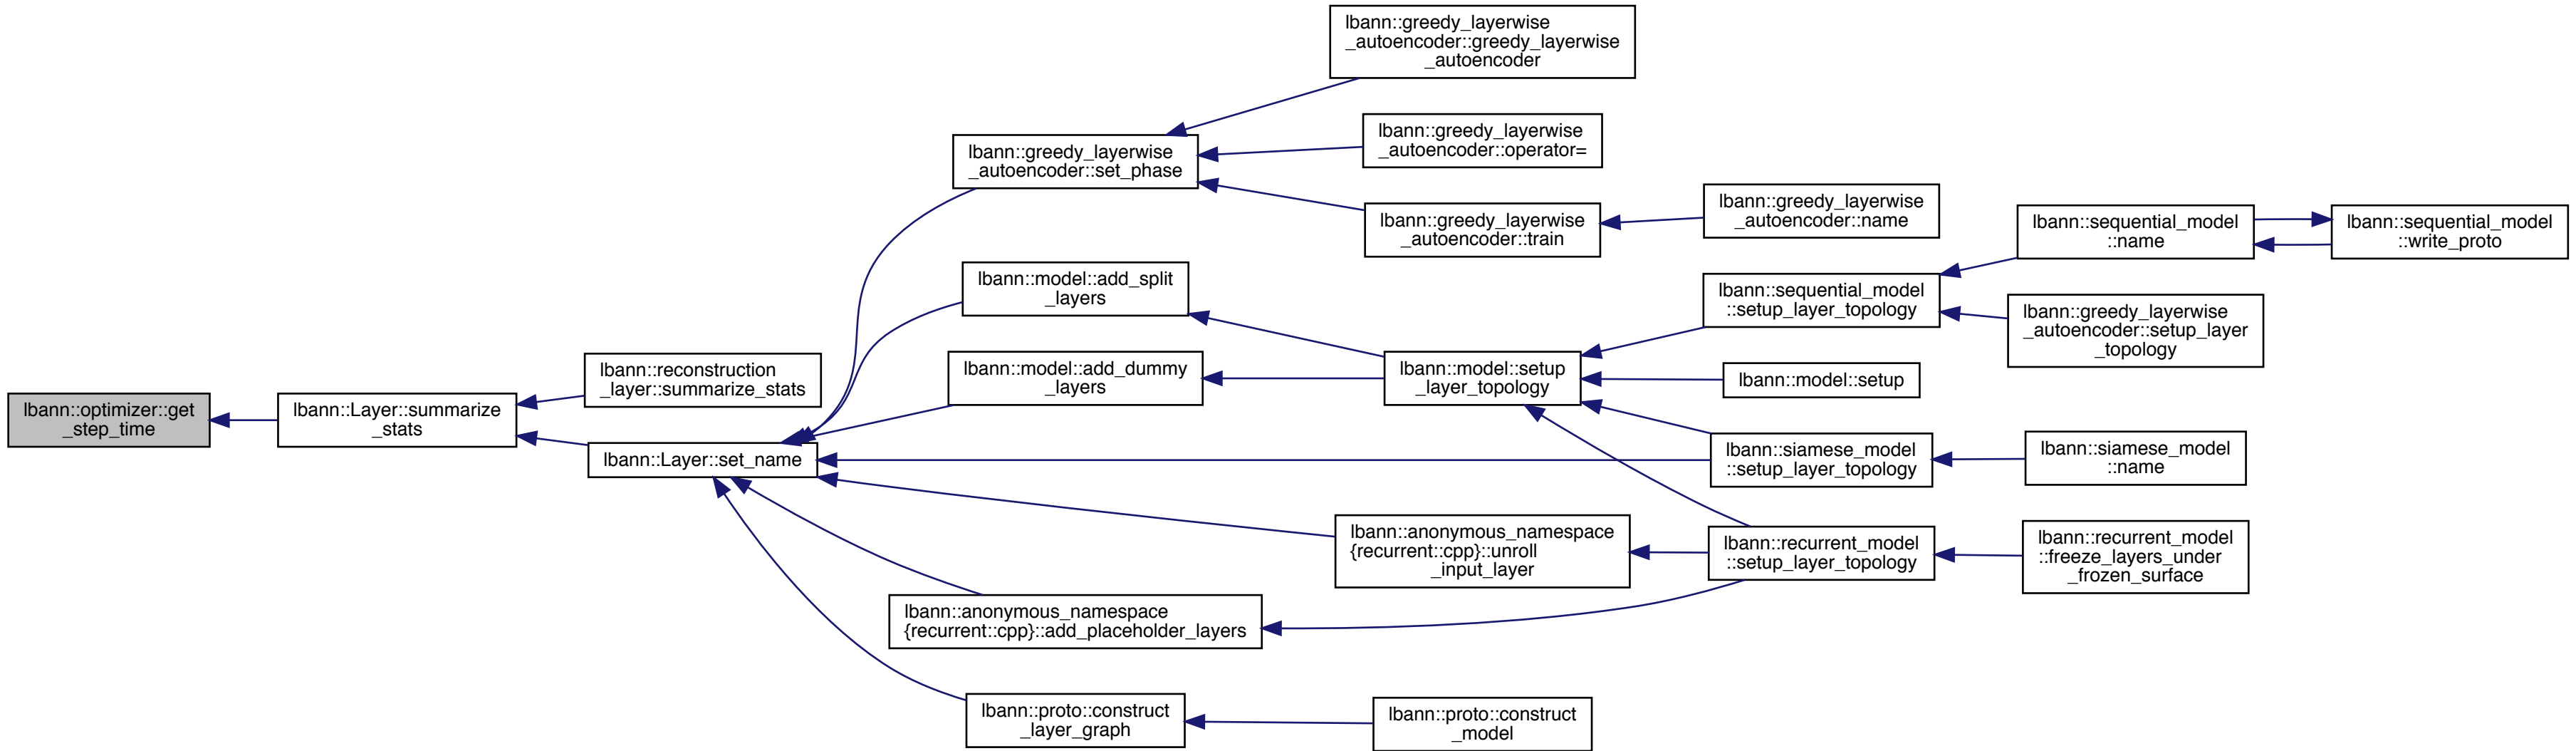 lbann::optimizer::get
_step_time
lbann::Layer::summarize
_stats
lbann::reconstruction
_layer::summarize_stats
lbann::Layer::set_name
lbann::greedy_layerwise
_autoencoder::set_phase
lbann::model::add_split
_layers
lbann::model::add_dummy
_layers
lbann::anonymous_namespace
{recurrent::cpp}::add_placeholder_layers
lbann::proto::construct
_layer_graph
lbann::greedy_layerwise
_autoencoder::greedy_layerwise
_autoencoder
lbann::greedy_layerwise
_autoencoder::operator=
lbann::greedy_layerwise
_autoencoder::train
lbann::model::setup
_layer_topology
lbann::anonymous_namespace
{recurrent::cpp}::unroll
_input_layer
lbann::proto::construct
_model
lbann::greedy_layerwise
_autoencoder::name
lbann::sequential_model
::setup_layer_topology
lbann::model::setup
lbann::siamese_model
::setup_layer_topology
lbann::recurrent_model
::setup_layer_topology
lbann::sequential_model
::name
lbann::greedy_layerwise
_autoencoder::setup_layer
_topology
lbann::siamese_model
::name
lbann::recurrent_model
::freeze_layers_under
_frozen_surface
lbann::sequential_model
::write_proto